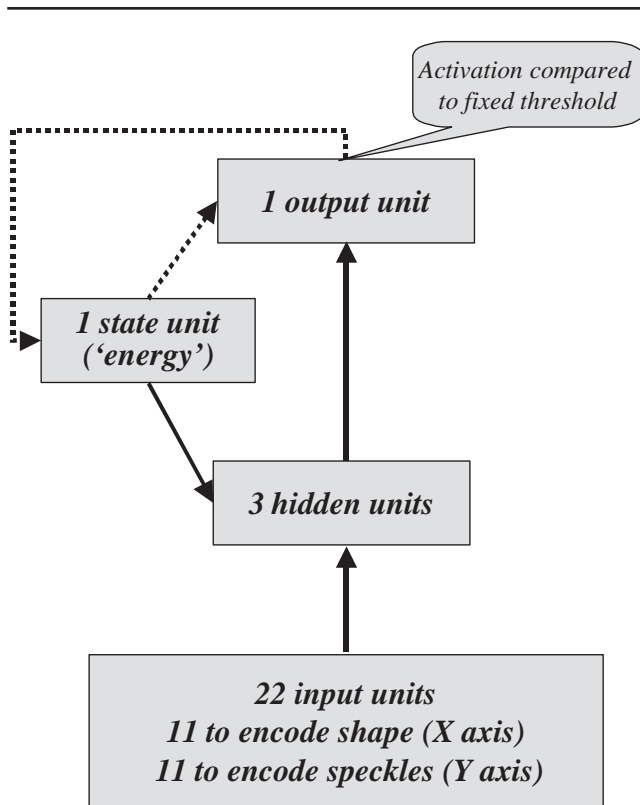 Activation compared
to fixed threshold
1 output unit
1 state unit
(‘energy’)
3 hidden units
22 input units
11 to encode shape (X axis)
11 to encode speckles (Y axis)